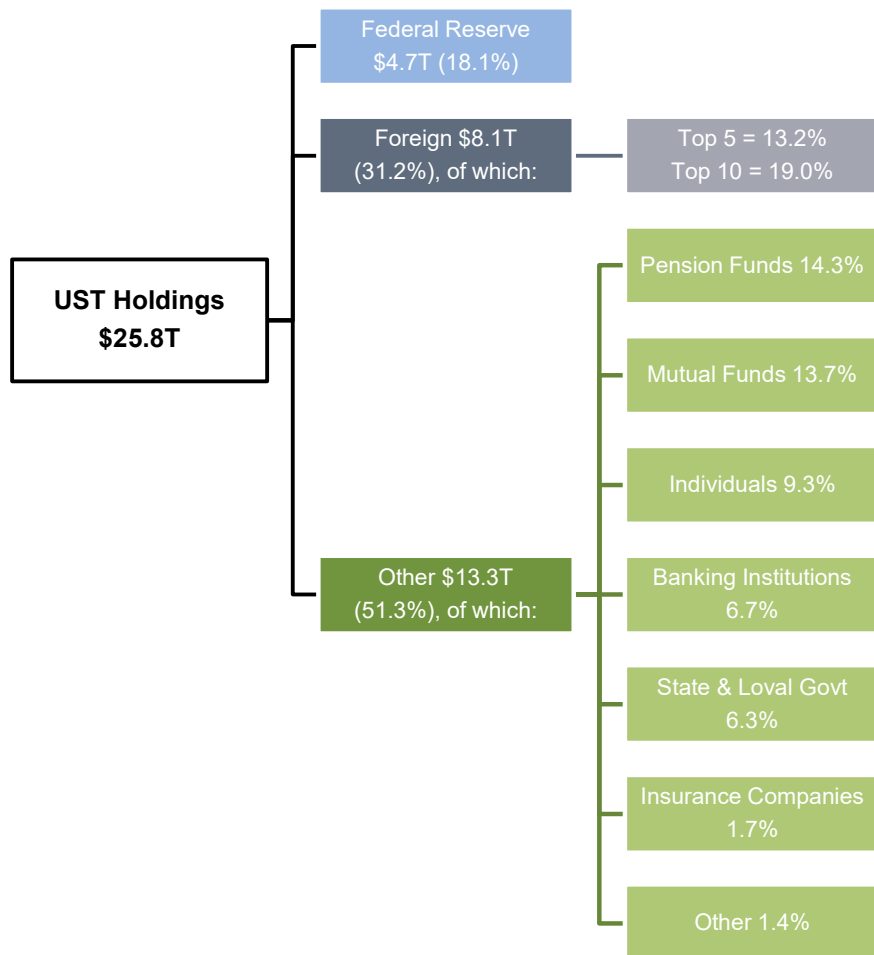 Federal Reserve
$4.7T (18.1%)
Foreign $8.1T
(31.2%), of which:
Top 5 = 13.2%
Top 10 = 19.0%
Pension Funds 14.3%
UST Holdings
$25.8T
Mutual Funds 13.7%
Individuals 9.3%
Other $13.3T
(51.3%), of which:
Banking Institutions
6.7%
State & Loval Govt
6.3%
Insurance Companies
1.7%
Other 1.4%